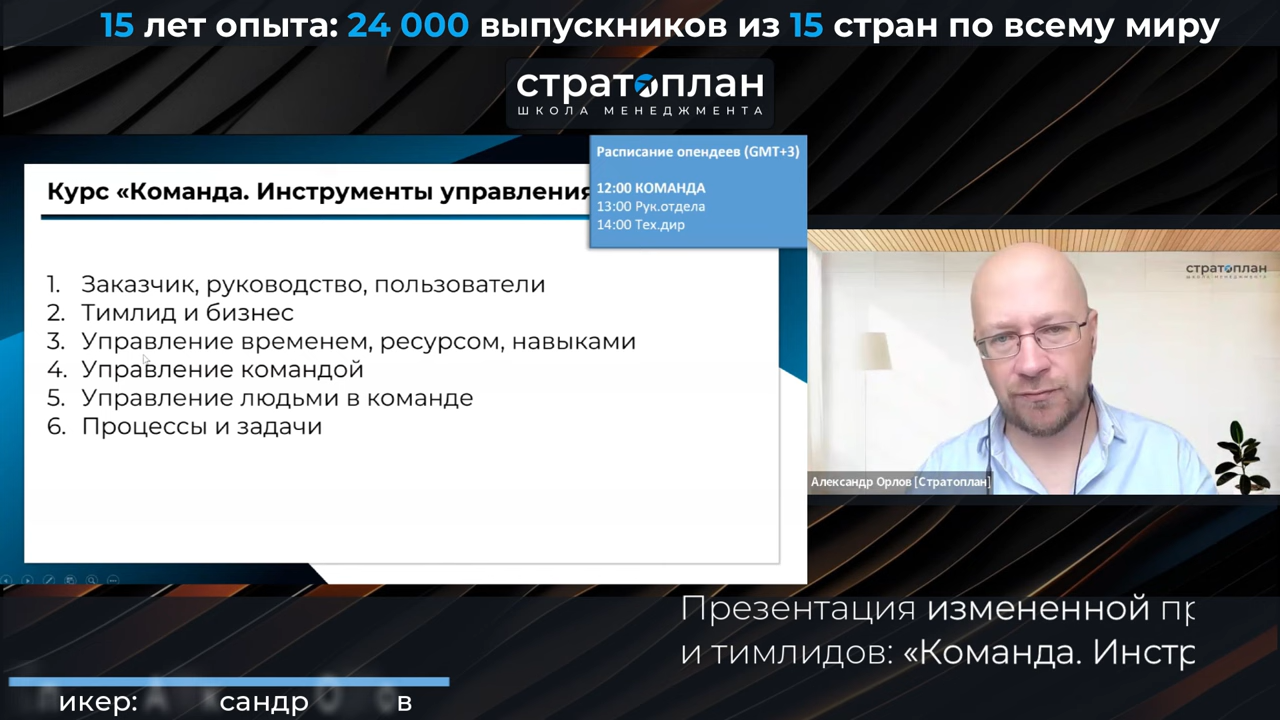 15 лет опыта: 24 000 выпускников из 15 стран по всему миру
стратоплан
ШКОЛА МЕНЕДЖМЕНТА
Курс «Команда. Инструменты управления
Расписание опендеев (GMT+3)
12:00 КОМАНДА
13:00 Рук.отдела
14:00 Тех.дир
1. Заказчик, руководство, пользователи
2. Тимлид и бизнес
3. Управление временем, ресурсом, навыками
4. Управление командой
5. Управление людьми в команде
6. Процессы и задачи
стратоплан
ШКОЛА МЕНЕДЖМЕНТА
Александр Орлов [Стратоплан]
Презентация измененной пр
и тимлидов: «Команда. Инстр
икер: сандр в